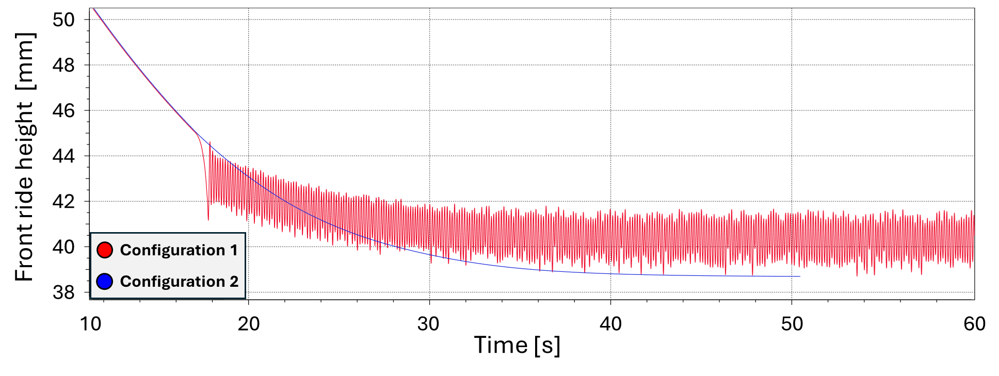 Front ride height [mm]
50
48
46
44
42
40
38
Configuration 1
Configuration 2
10 20 30 40 50 60
Time [s]